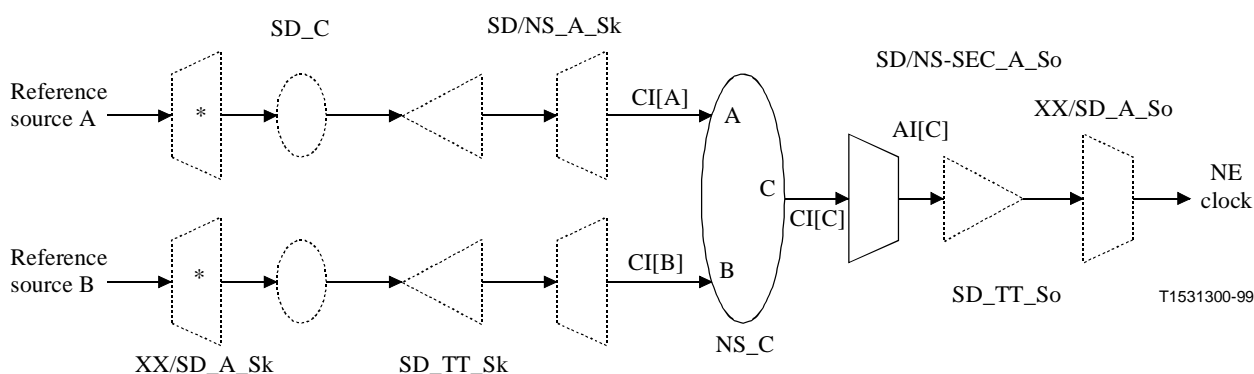 SD_C
SD/NS_A_Sk
SD/NS-SEC_A_So
Reference
source A
*
CI[A]
A
AI[C]
XX/SD_A_So
C
CI[C]
NE
clock
Reference
source B
*
CI[B]
B
SD_TT_So
T1531300-99
XX/SD_A_Sk
SD_TT_Sk
NS_C